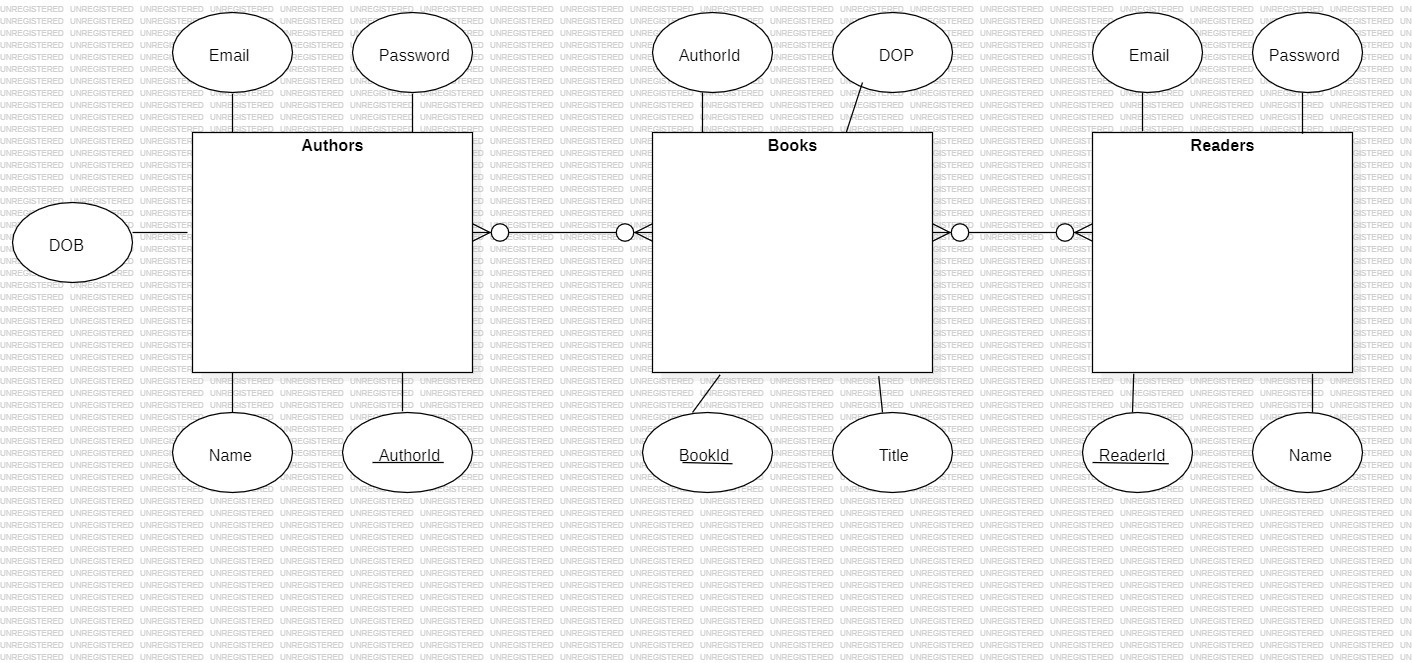 Email
Password
AuthorId
DOP
Email
Password
Authors
Books
Readers
DOB
Name
AuthorId
BookId
Title
ReaderId
Name
UNREGISTERED